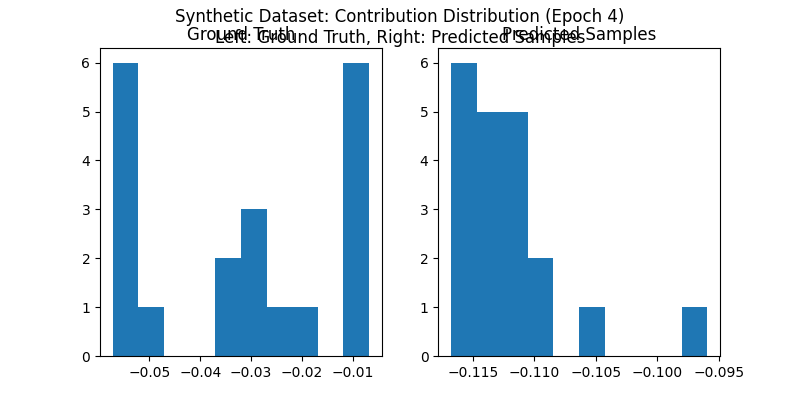 Synthetic Dataset: Contribution Distribution (Epoch 4)
Left: Ground Truth, Right: Predicted Samples
Ground Truth
6
5
4
3
2
1
0
−0.05 −0.04 −0.03 −0.02 −0.01
Predicted Samples
6
5
4
3
2
1
0
−0.115 −0.110 −0.105 −0.100 −0.095